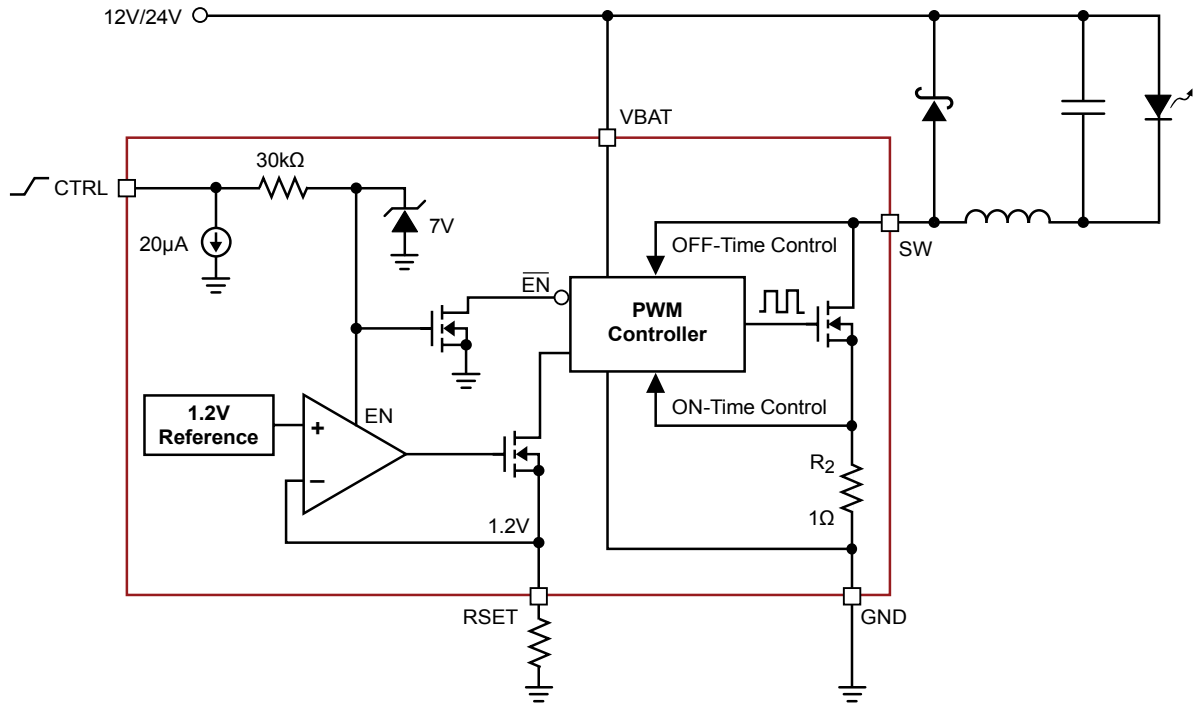 12V/24V
VBAT
30kΩ
CTRL
7V
20μA
OFF-Time Control
SW
EN
PWM
Controller
ON-Time Control
EN
1.2V
Reference
+
–
R2
1Ω
1.2V
RSET
GND